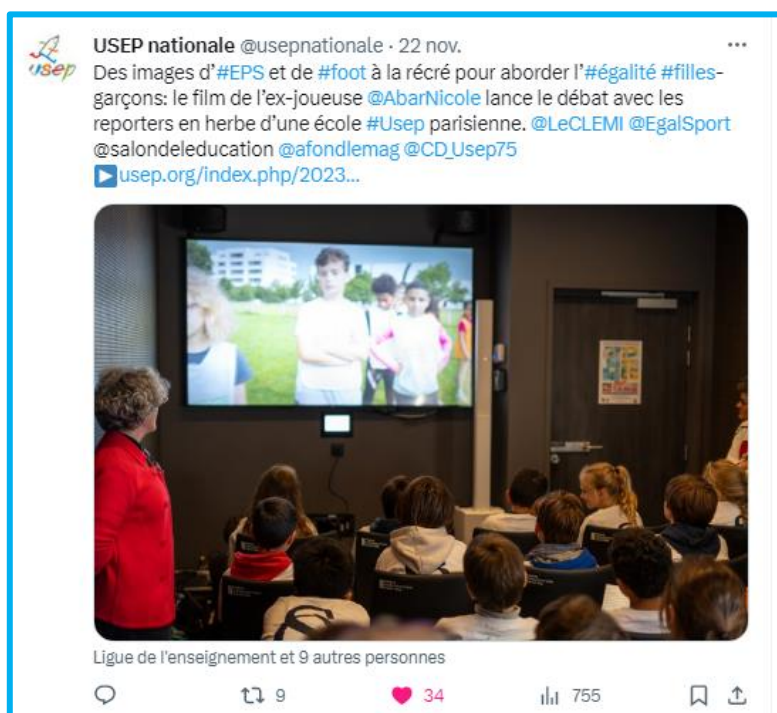 USEP nationale @usepnationale · 22 nov.
usep
Des images d'#EPS et de #foot à la récré pour aborder l'#égalité #filles-
garçons: le film de l'ex-joueuse @AbarNicole lance le débat avec les
reporters en herbe d'une école #Usep parisienne. @LeCLEMI @EgalSport
@salondeleducation @afondlemag @CD_Usep75
usep.org/index.php/2023...
Ligue de l'enseignement et 9 autres personnes
9 34 755